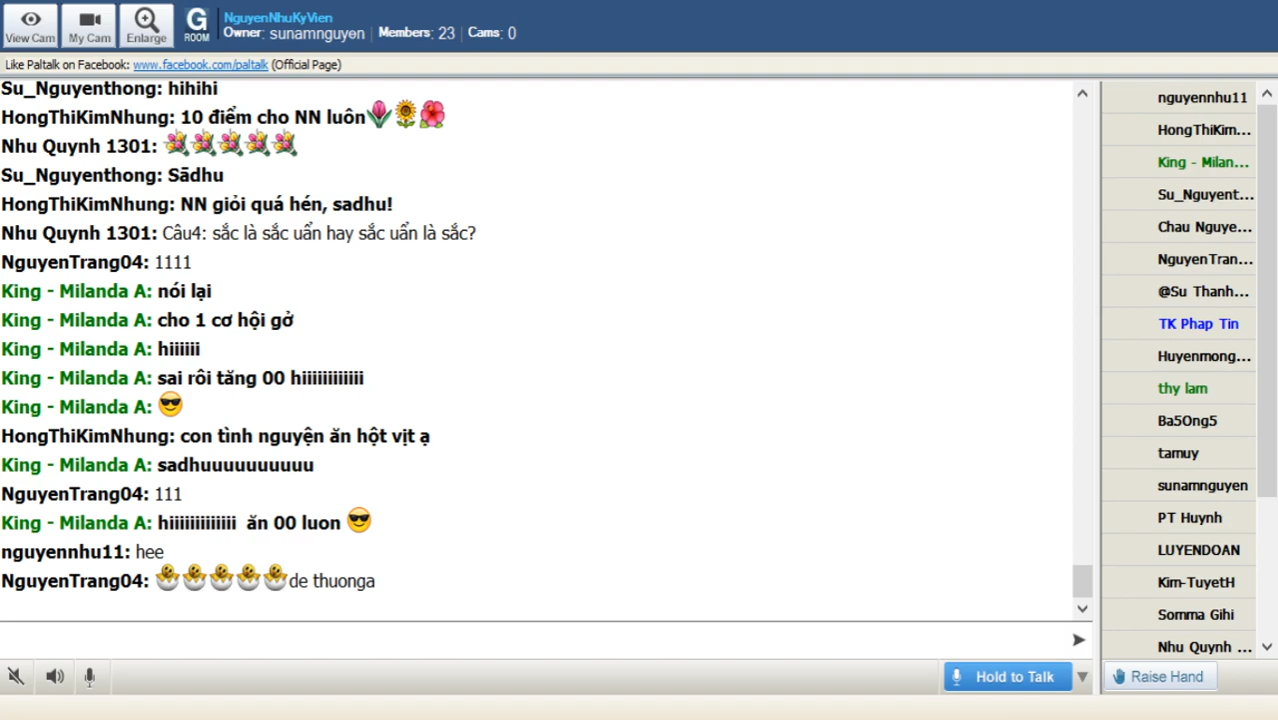 View Cam
My Cam
Enlarge
G
ROOM
NguyenNhuKyVien
Owner: sunamnguyen | Members: 23 | Cams: 0
Like Paltalk on Facebook: www.facebook.com/paltalk (Official Page)
Su_Nguyenthong: hihihi
HongThiKimNhung: 10 điểm cho NN luôn
Nhu Quynh 1301:
Su_Nguyenthong: Sādhu
HongThiKimNhung: NN giỏi quá hén, sadhu!
Nhu Quynh 1301: Câu4: sắc là sắc uẩn hay sắc uẩn là sắc?
NguyenTrang04: 1111
King - Milanda A: nói lại
King - Milanda A: cho 1 cơ hội gở
King - Milanda A: hiiiiii
King - Milanda A: sai rôi tăng 00 hiiiiiiiiiiii
King - Milanda A:
HongThiKimNhung: con tình nguyện ăn hột vịt ạ
King - Milanda A: sadhuuuuuuuuuu
NguyenTrang04: 111
King - Milanda A: hiiiiiiiiiiiii ăn 00 luon
nguyennhu11: hee
NguyenTrang04: de thuonga
Hold to Talk
nguyennhu11
HongThiKim...
King - Milan...
Su_Nguyent...
Chau Nguye...
NguyenTran...
@Su Thanh...
TK Phap Tin
Huyenmong...
thy lam
Ba5Ong5
tamuy
sunamnguyen
PT Huynh
LUYENDOAN
Kim-TuyetH
Somma Gihi
Nhu Quynh ...
Raise Hand